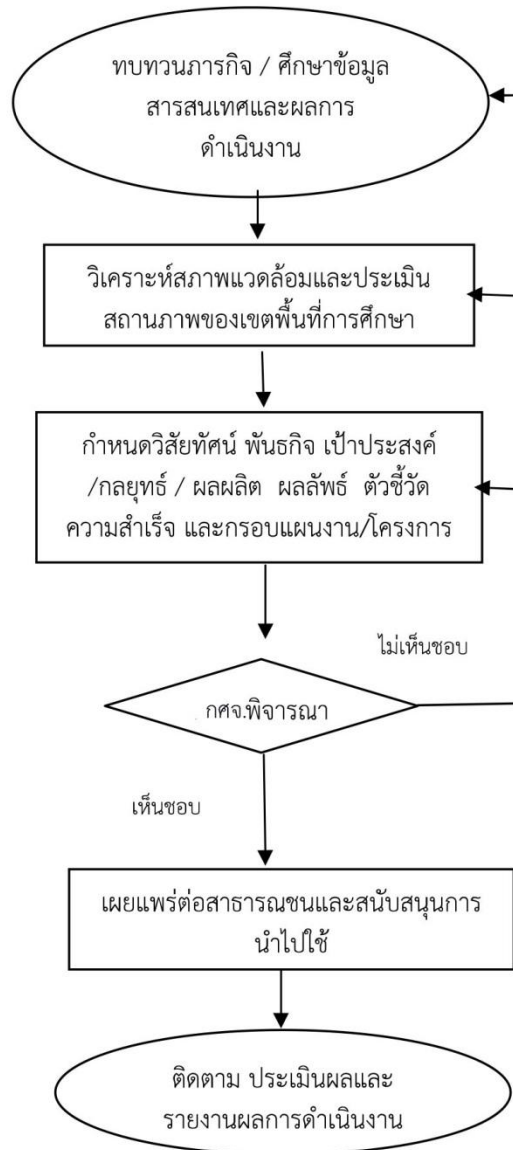 ทบทวนภารกิจ / ศึกษาข้อมูล
สารสนเทศและผลการ
ดำเนินงาน
วิเคราะห์สภาพแวดล้อมและประเมิน
สถานภาพของเขตพื้นที่การศึกษา
กำหนดวิสัยทัศน์ พันธกิจ เป้าประสงค์
/กลยุทธ์ / ผลผลิต ผลลัพธ์ ตัวชี้วัด
ความสำเร็จ และกรอบแผนงาน/โครงการ
ไม่เห็นชอบ
กศจ.พิจารณา
เห็นชอบ
เผยแพร่ต่อสาธารณชนและสนับสนุนการ
นำไปใช้
ติดตาม ประเมินผลและ
รายงานผลการดำเนินงาน